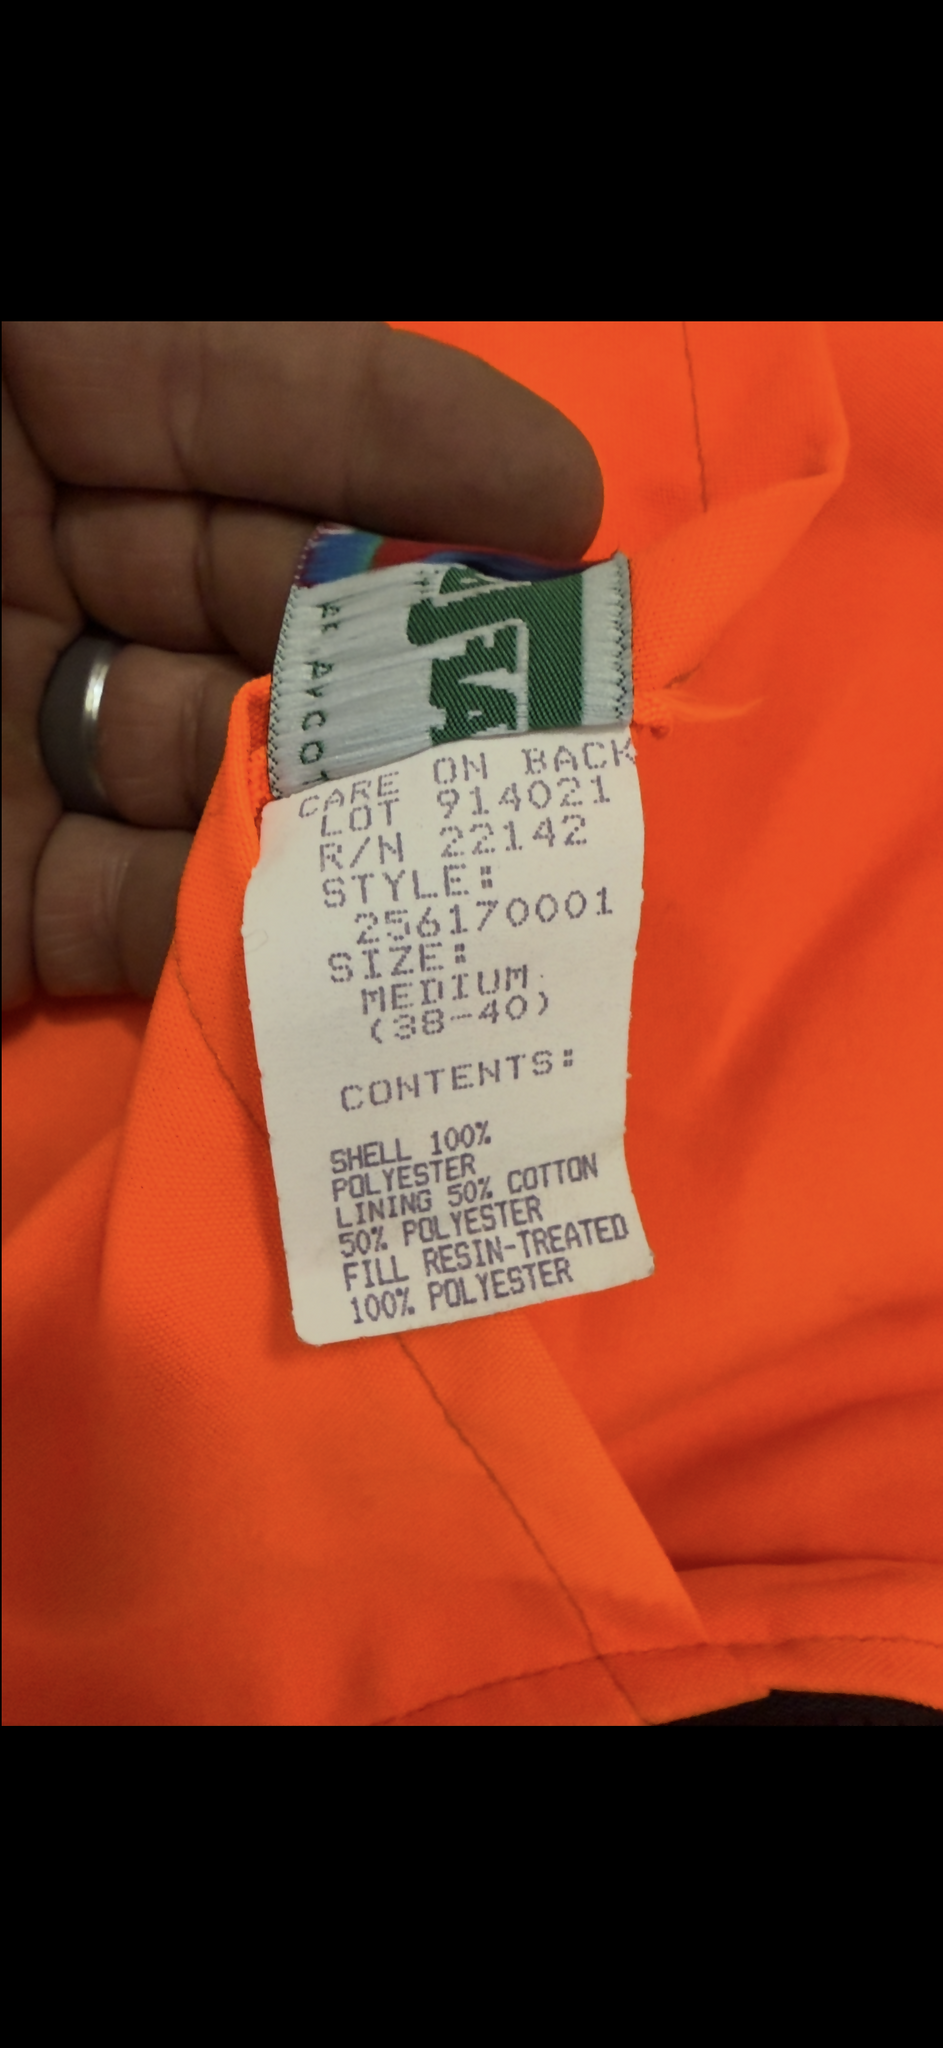 CARE ON BACK
LOT 914021
R/N 22142
STYLE:
256170001
SIZE:
MEDIUM
(38-40)
CONTENTS:
SHELL 100%
POLYESTER
LINING 50% COTTON
50% POLYESTER
FILL RESIN-TREATED
100% POLYESTER